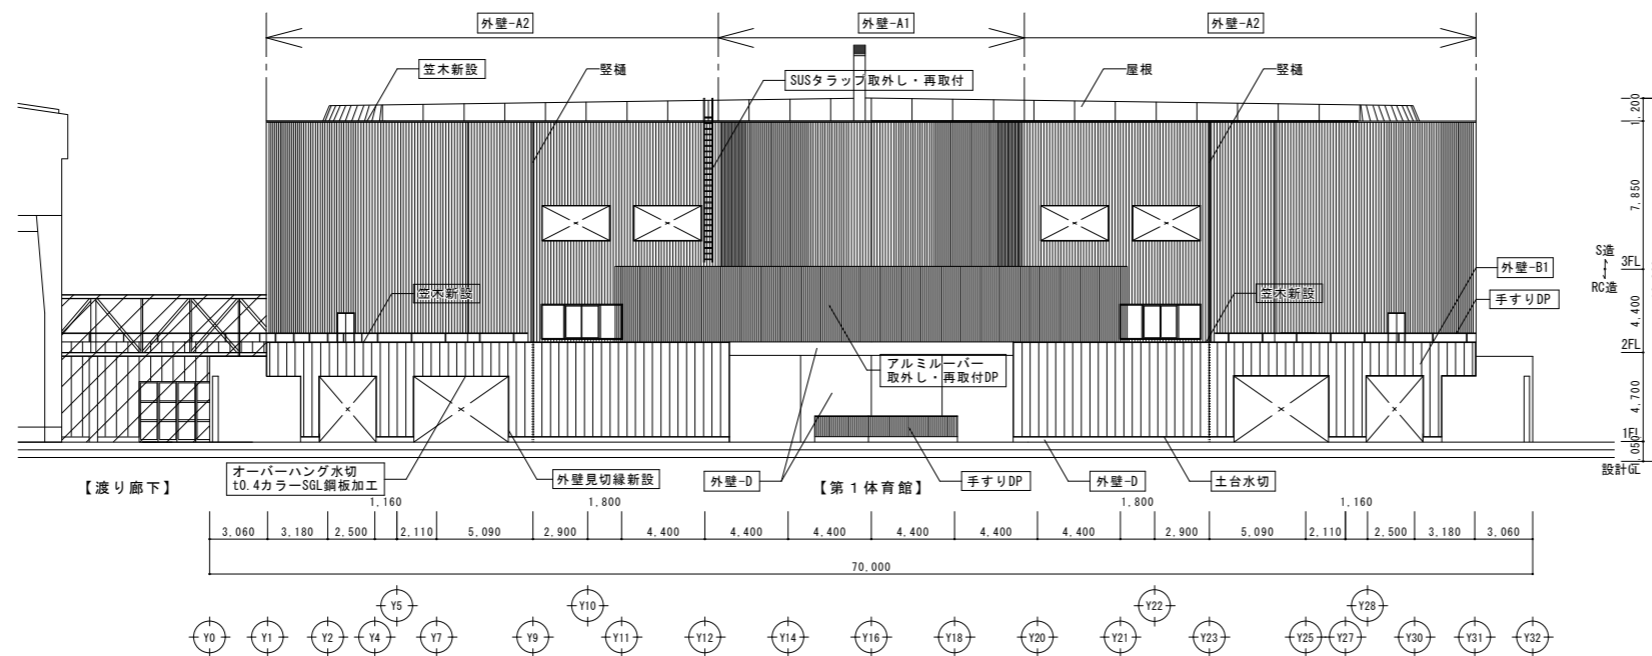 外壁-A2
外壁-A1
外壁-A2
笠木新設
竪樋
SUSタラップ取外し・再取付
屋根
竪樋
1,200
7,850
S造
RC造
3FL
外壁-B1
手すりDP
笠木新設
笠木新設
4,400
2FL
アルミルーバー
取外し・再取付DP
4,700
1FL
設計GL
オーバーハング水切
t0.4カラーSGL鋼板加工
外壁見切縁新設
外壁-D
手すりDP
外壁-D
土台水切
【渡り廊下】
【第1体育館】
1,160
1,800
1,800
1,160
3,060
3,180
2,500
2,110
5,090
2,900
4,400
4,400
4,400
4,400
4,400
4,400
2,900
5,090
2,110
2,500
3,180
3,060
70,000
Y5
Y10
Y22
Y28
Y0
Y1
Y2
Y4
Y7
Y9
Y11
Y12
Y14
Y16
Y18
Y20
Y21
Y23
Y25
Y27
Y30
Y31
Y32